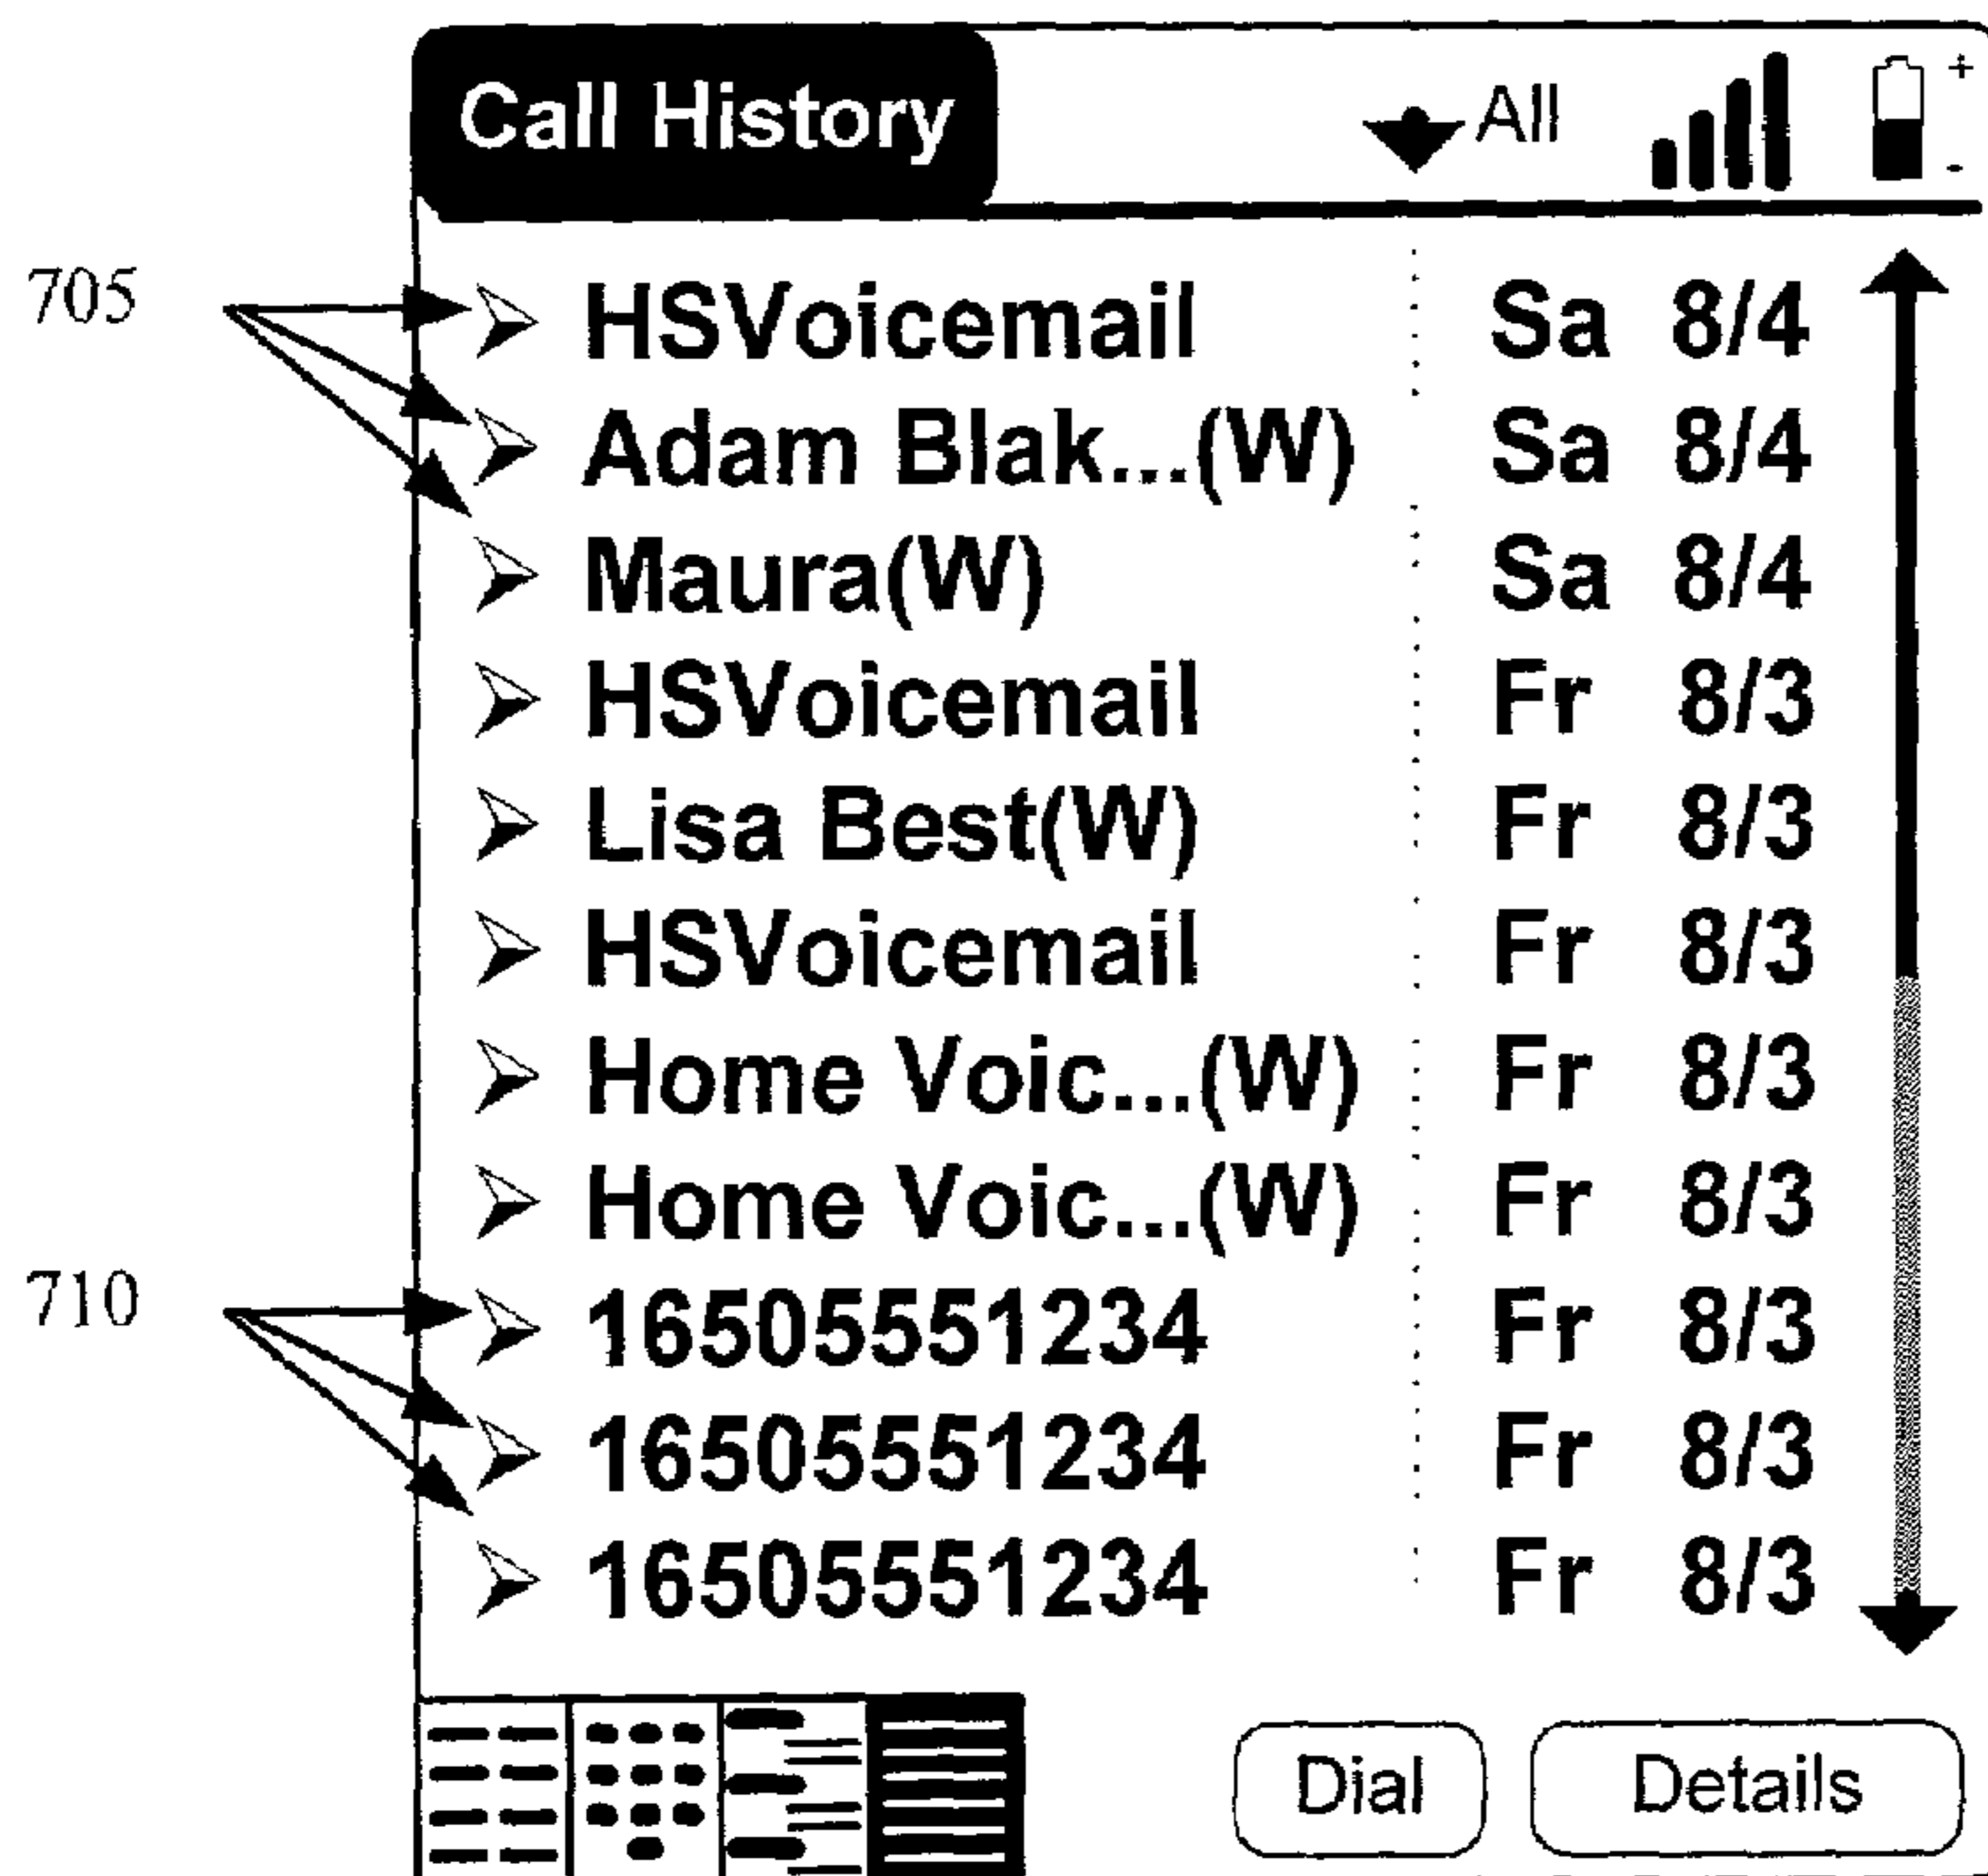 Call History All + -
705 HSVoicemail Sa 8/4
Adam Blak...(W) Sa 8/4
Maura(W) Sa 8/4
HSVoicemail Fr 8/3
Lisa Best(W) Fr 8/3
HSVoicemail Fr 8/3
Home Voic...(W) Fr 8/3
Home Voic...(W) Fr 8/3
710 16505551234 Fr 8/3
16505551234 Fr 8/3
16505551234 Fr 8/3
Dial Details